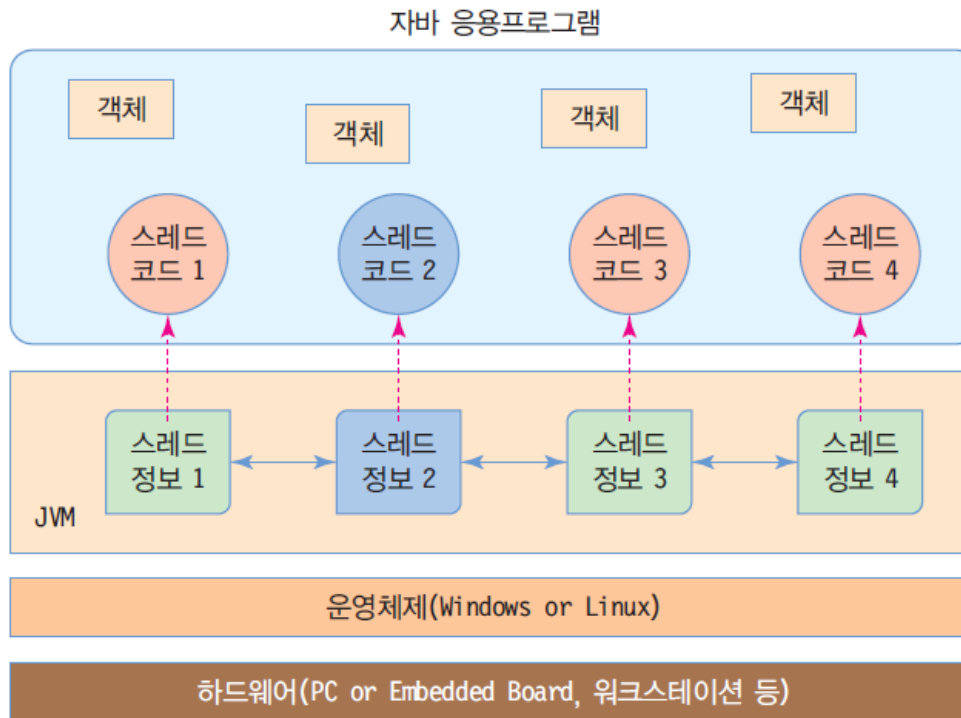 자바 응용프로그램
객체
객체
객체
객체
스레드
코드 1
스레드
코드 2
스레드
코드 3
스레드
코드 4
스레드
정보 1
스레드
정보 2
스레드
정보 3
스레드
정보 4
JVM
운영체제(Windows or Linux)
하드웨어(PC or Embedded Board, 워크스테이션 등)